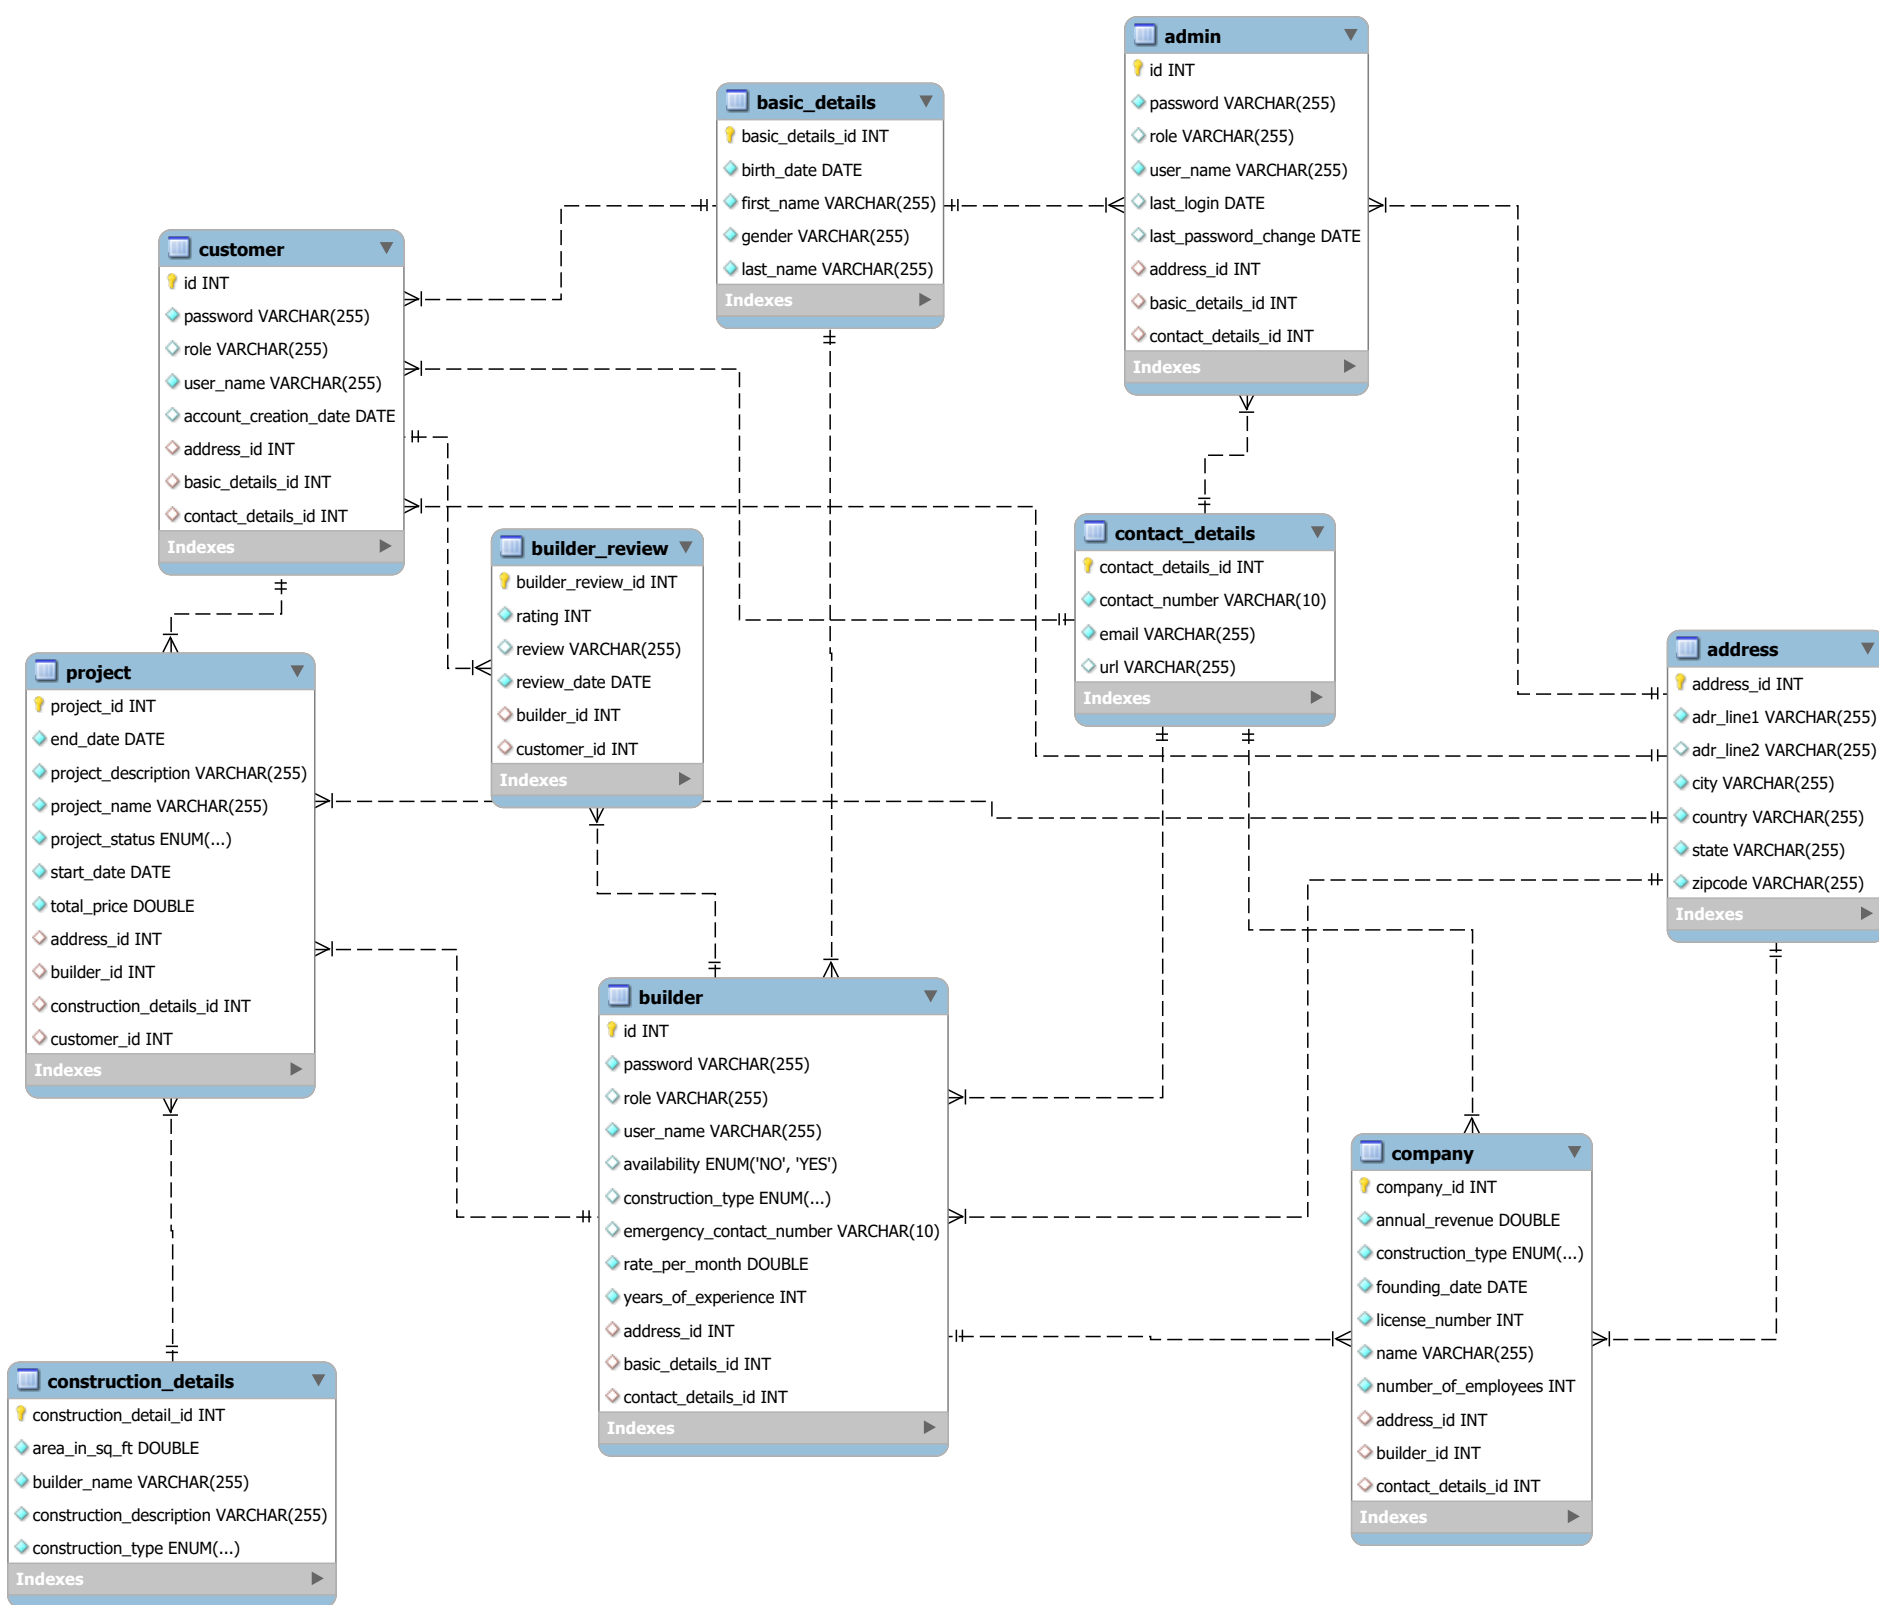 admin
id INT
password VARCHAR(255)
role VARCHAR(255)
user_name VARCHAR(255)
last_login DATE
last_password_change DATE
address_id INT
basic_details_id INT
contact_details_id INT
Indexes
basic_details
basic_details_id INT
birth_date DATE
first_name VARCHAR(255)
gender VARCHAR(255)
last_name VARCHAR(255)
Indexes
customer
id INT
password VARCHAR(255)
role VARCHAR(255)
user_name VARCHAR(255)
account_creation_date DATE
address_id INT
basic_details_id INT
contact_details_id INT
Indexes
builder_review
builder_review_id INT
rating INT
review VARCHAR(255)
review_date DATE
builder_id INT
customer_id INT
Indexes
contact_details
contact_details_id INT
contact_number VARCHAR(10)
email VARCHAR(255)
url VARCHAR(255)
Indexes
address
address_id INT
adr_line1 VARCHAR(255)
adr_line2 VARCHAR(255)
city VARCHAR(255)
country VARCHAR(255)
state VARCHAR(255)
zipcode VARCHAR(255)
Indexes
project
project_id INT
end_date DATE
project_description VARCHAR(255)
project_name VARCHAR(255)
project_status ENUM(...)
start_date DATE
total_price DOUBLE
address_id INT
builder_id INT
construction_details_id INT
customer_id INT
Indexes
builder
id INT
password VARCHAR(255)
role VARCHAR(255)
user_name VARCHAR(255)
availability ENUM('NO', 'YES')
construction_type ENUM(...)
emergency_contact_number VARCHAR(10)
rate_per_month DOUBLE
years_of_experience INT
address_id INT
basic_details_id INT
contact_details_id INT
Indexes
company
company_id INT
annual_revenue DOUBLE
construction_type ENUM(...)
founding_date DATE
license_number INT
name VARCHAR(255)
number_of_employees INT
address_id INT
builder_id INT
contact_details_id INT
Indexes
construction_details
construction_detail_id INT
area_in_sq_ft DOUBLE
builder_name VARCHAR(255)
construction_description VARCHAR(255)
construction_type ENUM(...)
Indexes